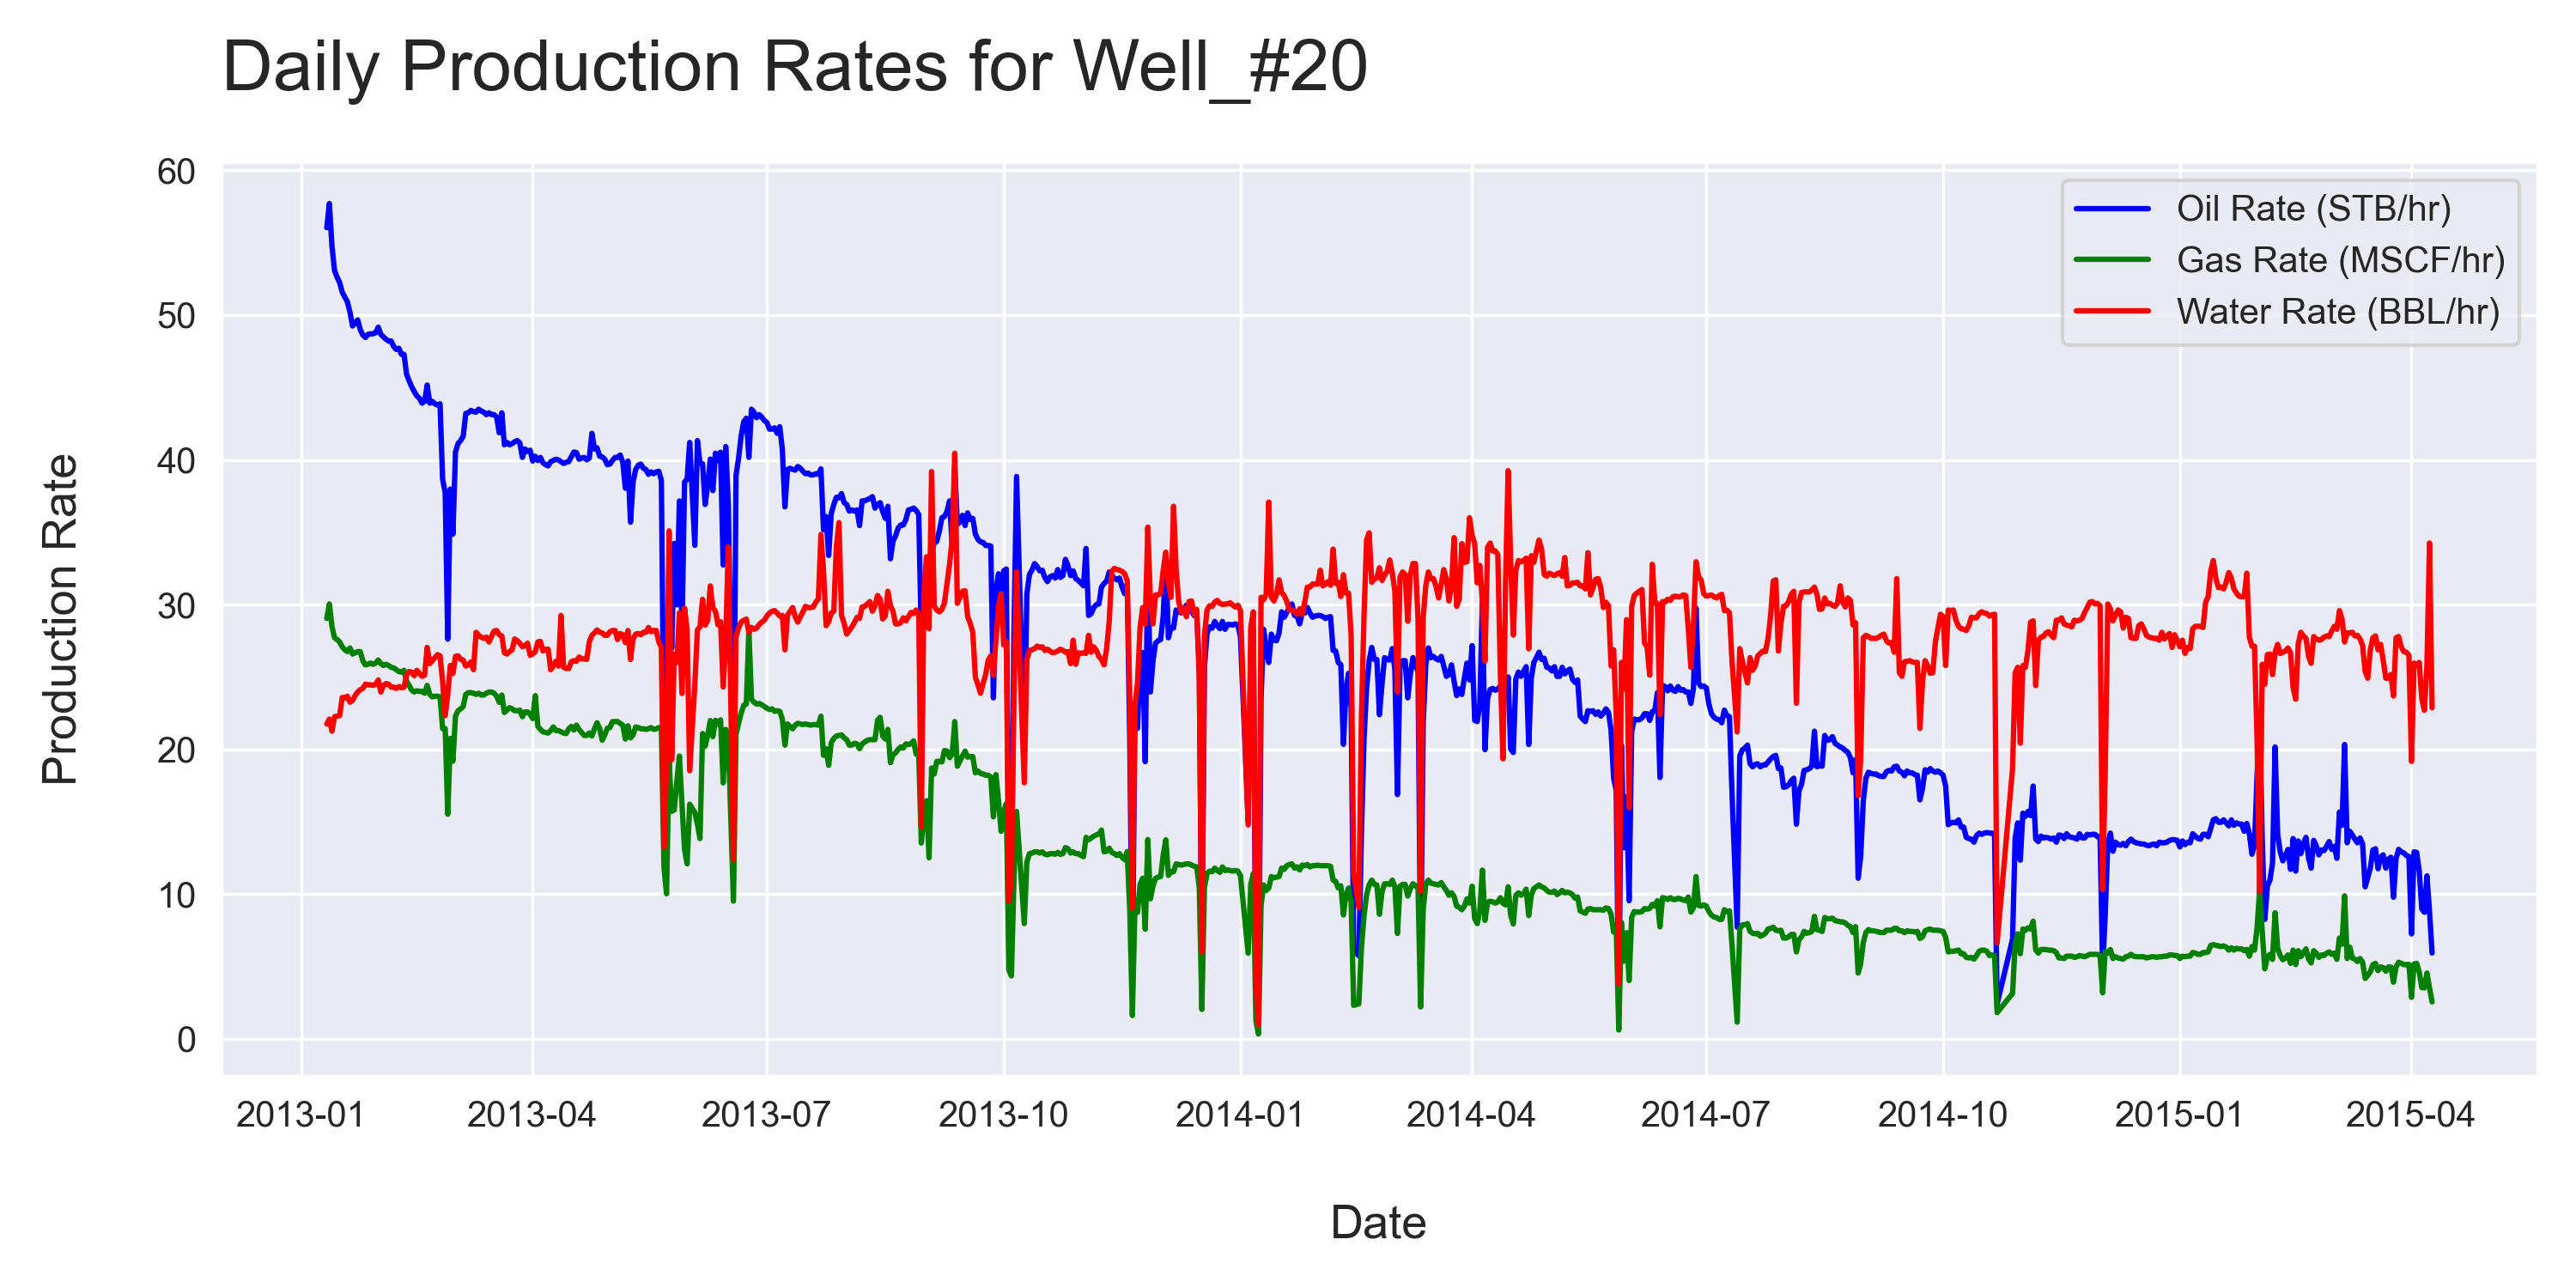 Daily Production Rates for Well_#20
60
50
40
30
20
10
0
Production Rate
Oil Rate (STB/hr)
Gas Rate (MSCF/hr)
Water Rate (BBL/hr)
2013-01 2013-04 2013-07 2013-10 2014-01 2014-04 2014-07 2014-10 2015-01 2015-04
Date